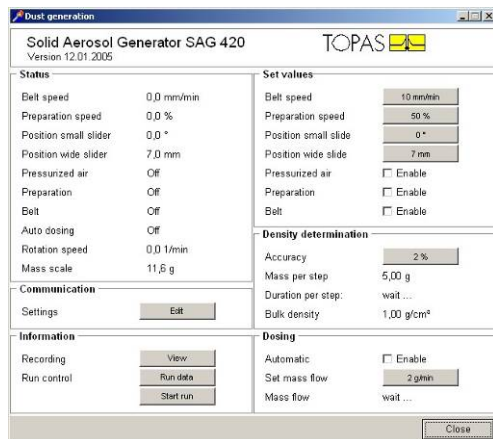 Dust generation
Solid Aerosol Generator SAG 420
Version 12.01.2005
TOPAS
Status
Belt speed 0,0 mm/min
Preparation speed 0,0 %
Position small slider 0,0 °
Position wide slider 7,0 mm
Pressurized air Off
Preparation Off
Belt Off
Auto dosing Off
Rotation speed 0,0 1/min
Mass scale 11,6 g
Communication
Settings Edit
Information
Recording View
Run control Run data
Start run
Set values
Belt speed 10 mm/min
Preparation speed 50 %
Position small slide 0 °
Position wide slide 7 mm
Pressurized air Enable
Preparation Enable
Belt Enable
Density determination
Accuracy 2 %
Mass per step 5,00 g
Duration per step: wait ...
Bulk density 1,00 g/cm³
Dosing
Automatic Enable
Set mass flow 2 g/min
Mass flow wait ...
Close